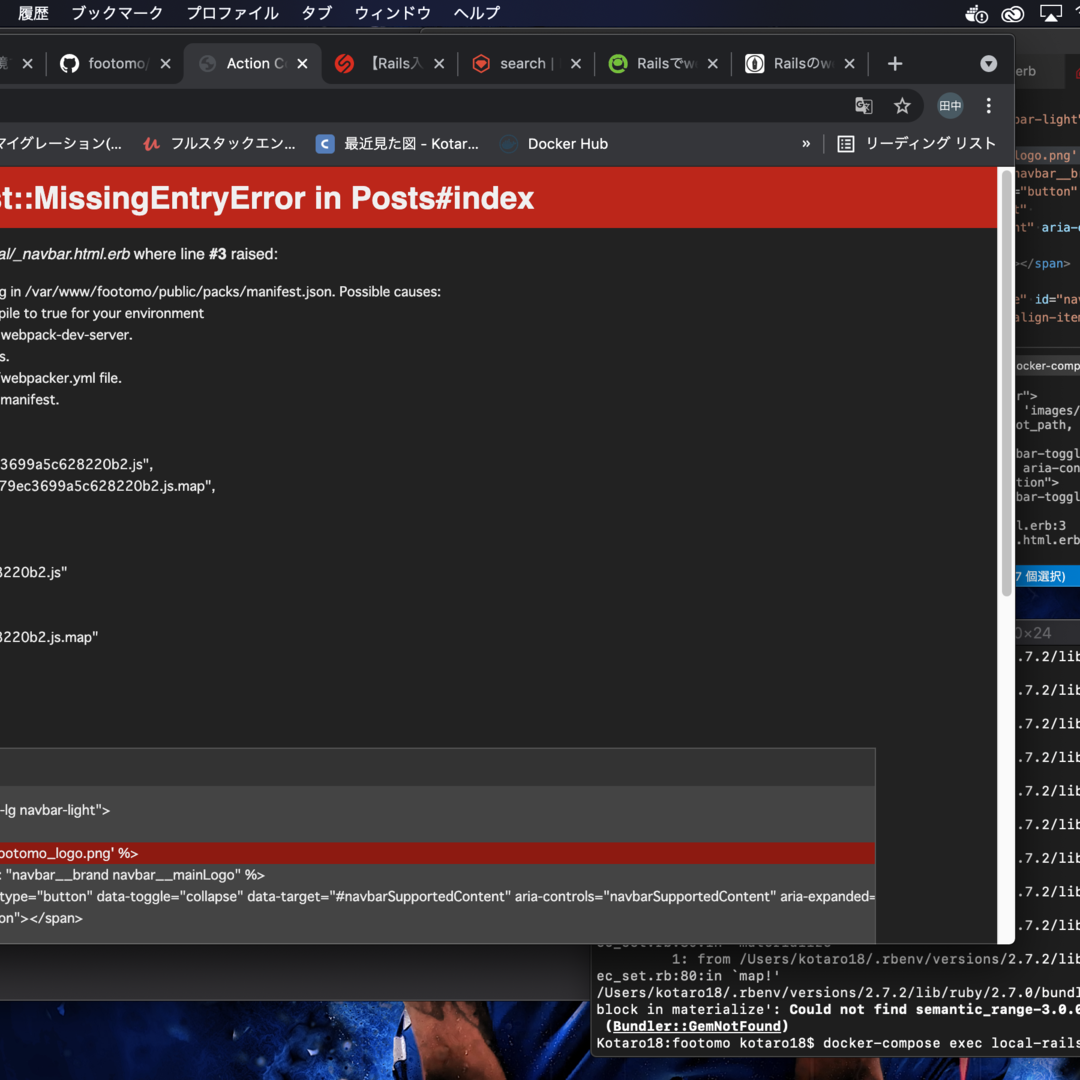 履歴 ブックマーク プロファイル タブ ウィンドウ ヘルプ
footomo/ Action C 【Rails入 search | Railsでw Railsのw
erb
田中
マイグレーション(... フルスタックエン... 最近見た図 - Kotar... Docker Hub » リーディング リスト
t::MissingEntryError in Posts#index
al/_navbar.html.erb where line #3 raised:
g in /var/www/footomo/public/packs/manifest.json. Possible causes:
pile to true for your environment
webpack-dev-server.
s.
webpacker.yml file.
manifest.
3699a5c628220b2.js",
79ec3699a5c628220b2.js.map",
3220b2.js"
3220b2.js.map"
-lg navbar-light">
ootomo_logo.png' %>
: "navbar__brand navbar__mainLogo" %>
type="button" data-toggle="collapse" data-target="#navbarSupportedContent" aria-controls="navbarSupportedContent" aria-expanded=
on"></span>
bar-light"
logo.png'
navbar__b
="button"
t"
nt" aria-
></span>
e" id="na
align-ite
ocker-comp
r">
'images/
ot_path,
bar-toggl
aria-con
tion">
bar-toggl
l.erb:3
.html.erb
7 個選択)
0×24
.7.2/lib
.7.2/lib
.7.2/lib
.7.2/lib
.7.2/lib
.7.2/lib
.7.2/lib
.7.2/lib
.7.2/lib
1: from /Users/kotaro18/.rbenv/versions/2.7.2/lib
ec_set.rb:80:in `map!'
/Users/kotaro18/.rbenv/versions/2.7.2/lib/ruby/2.7.0/bundl
block in materialize': Could not find semantic_range-3.0.0
(Bundler::GemNotFound)
Kotaro18:footomo kotaro18$ docker-compose exec local-rails